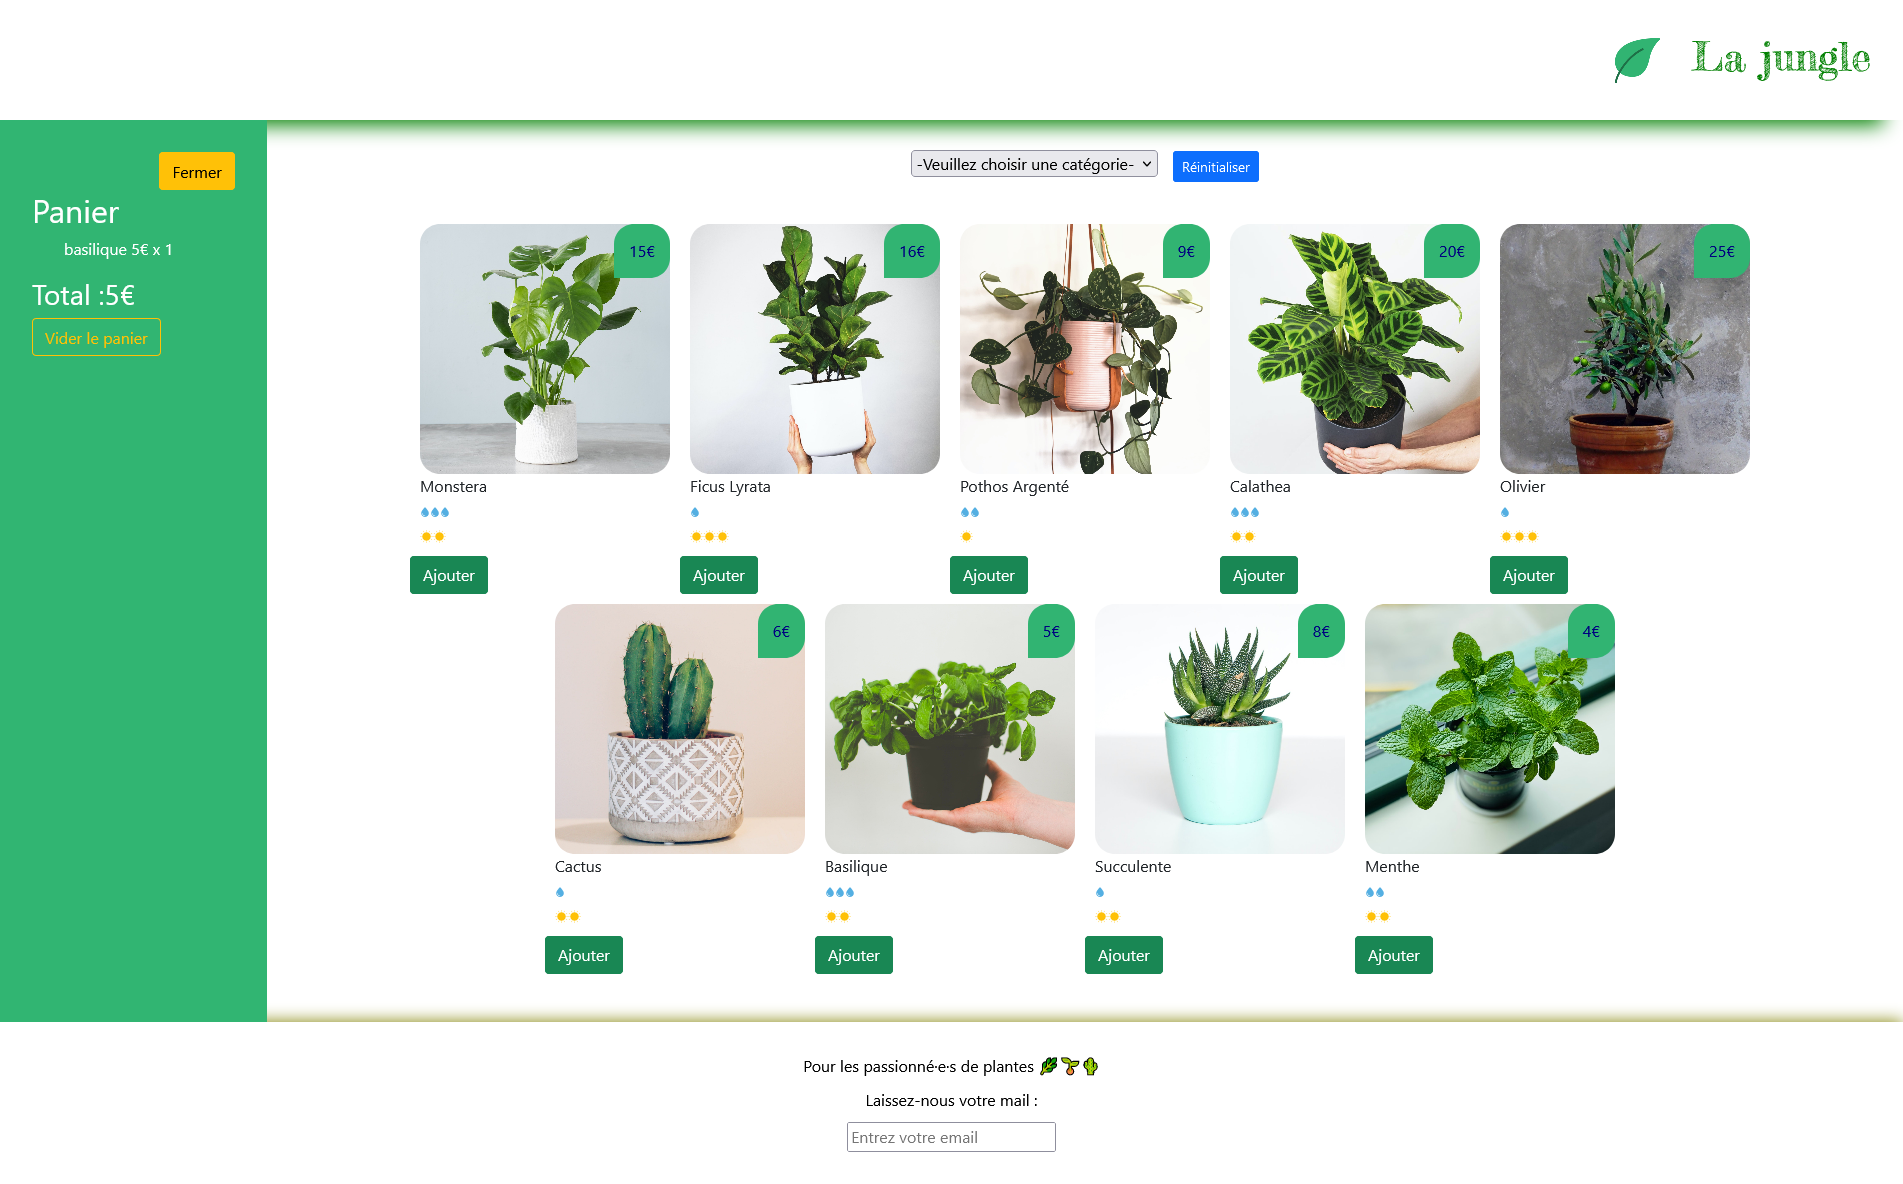 La jungle
Fermer
Panier
basilique 5€ x 1
Total :5€
Vider le panier
-Veuillez choisir une catégorie-
Réinitialiser
15€
16€
9€
20€
25€
Monstera
Ficus Lyrata
Pothos Argenté
Calathea
Olivier
Ajouter
Ajouter
Ajouter
Ajouter
Ajouter
6€
5€
8€
4€
Cactus
Basilique
Succulente
Menthe
Ajouter
Ajouter
Ajouter
Ajouter
Pour les passionné·e·s de plantes 🌿🌱🌵
Laissez-nous votre mail :
Entrez votre email